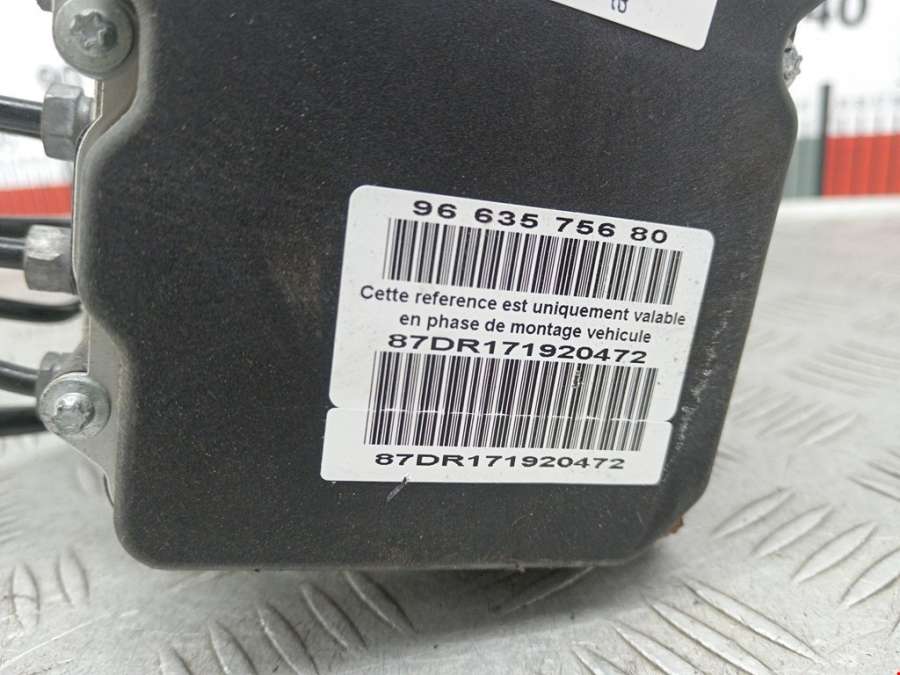 96 635 756 80
Cette reference est uniquement valable
en phase de montage vehicule
87DR171920472
87DR171920472